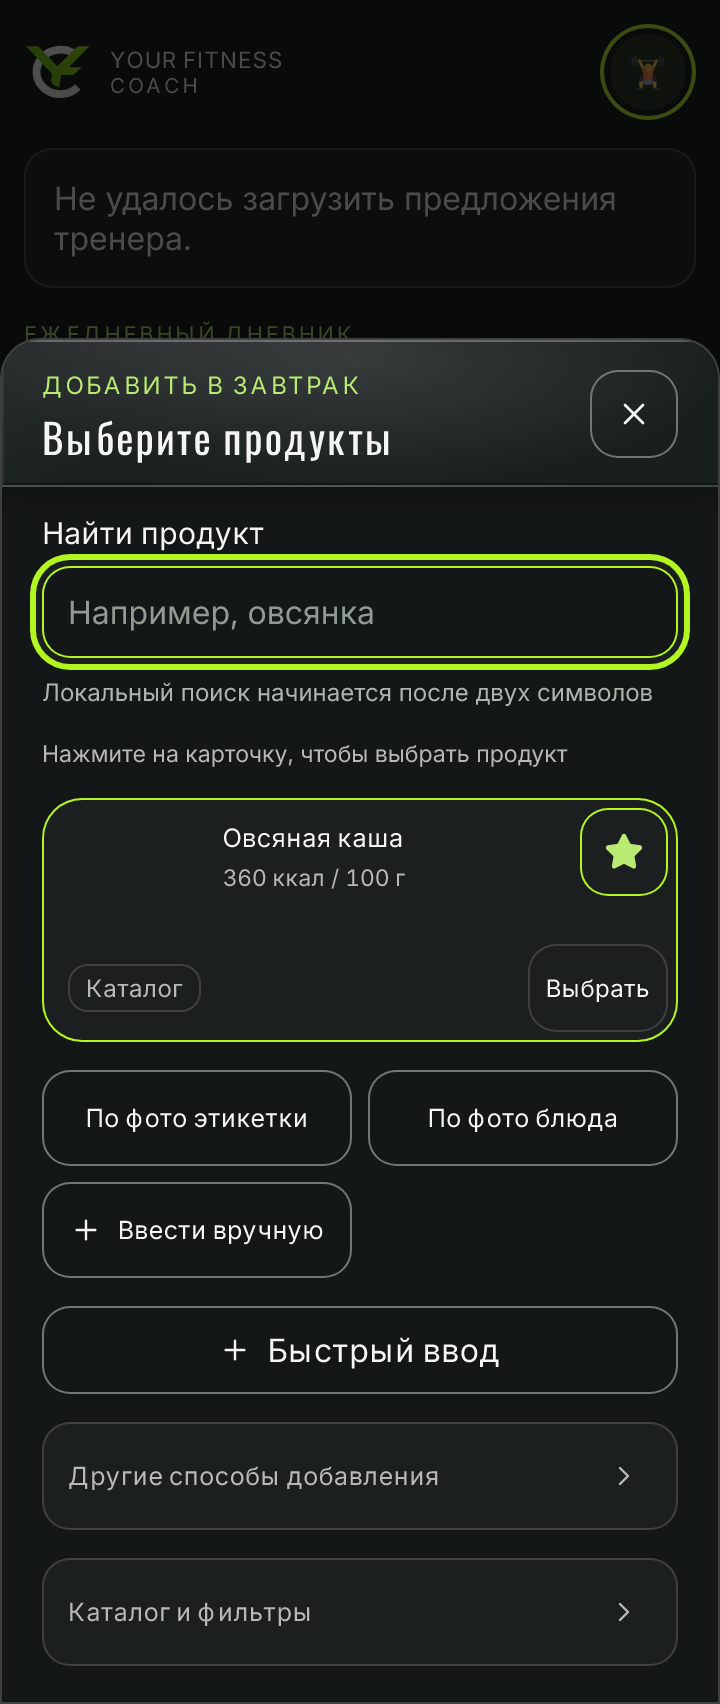 YOUR FITNESS
COACH
Не удалось загрузить предложения
тренера.
ЕЖЕДНЕВНЫЙ ДНЕВНИК
ДОБАВИТЬ В ЗАВТРАК
Выберите продукты
Найти продукт
Например, овсянка
Локальный поиск начинается после двух символов
Нажмите на карточку, чтобы выбрать продукт
Овсяная каша
360 ккал / 100 г
Каталог
Выбрать
По фото этикетки
По фото блюда
Ввести вручную
Быстрый ввод
Другие способы добавления
Каталог и фильтры